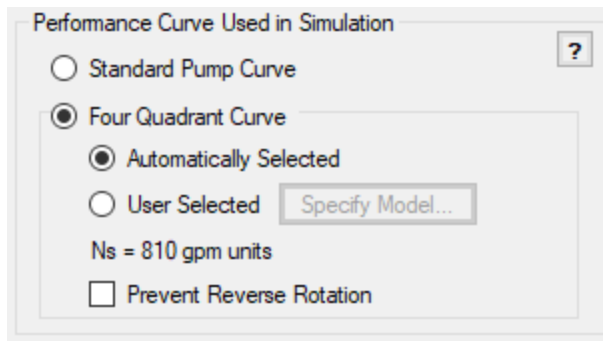 Performance Curve Used in Simulation
?
Standard Pump Curve
Four Quadrant Curve
Automatically Selected
User Selected Specify Model...
Ns = 810 gpm units
Prevent Reverse Rotation